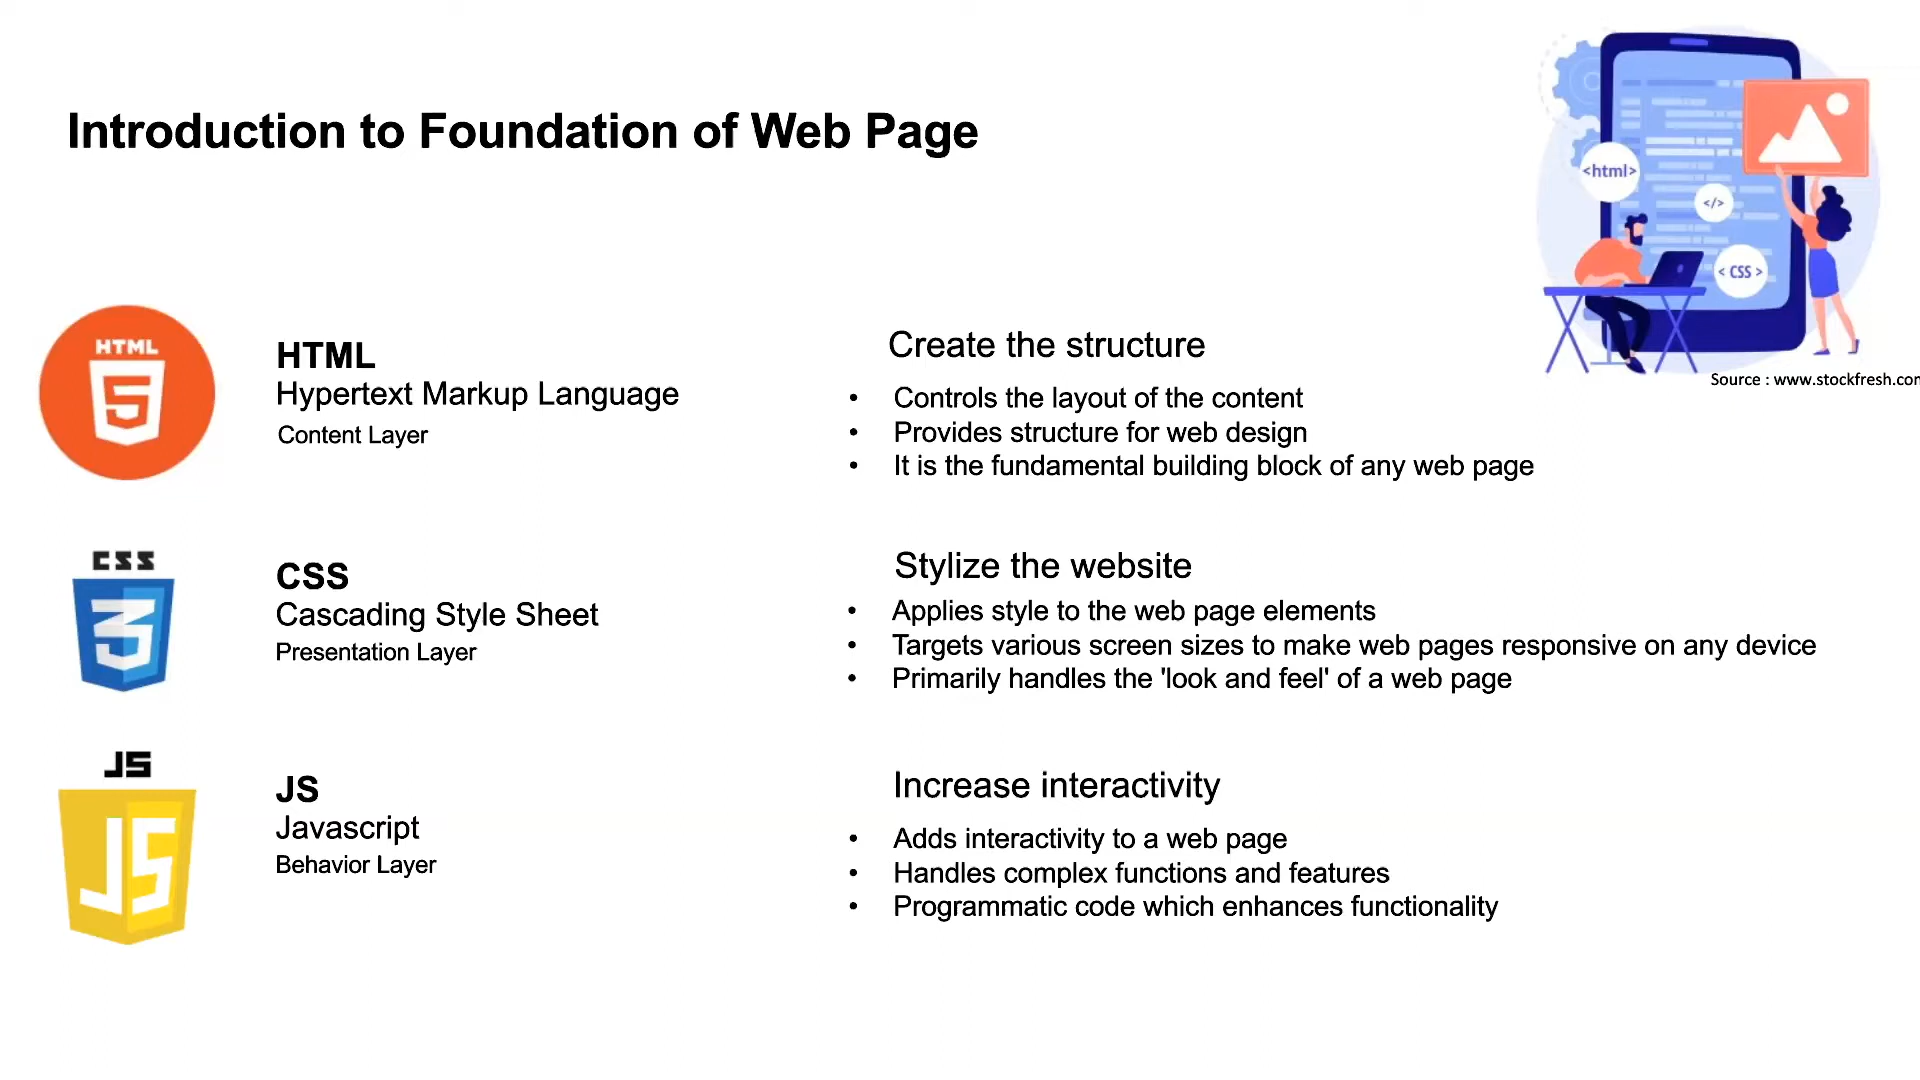 Introduction to Foundation of Web Page
<html>
</>
< CSS >
Source : www.stockfresh.com
HTML
5
HTML
Hypertext Markup Language
Content Layer
Create the structure
• Controls the layout of the content
• Provides structure for web design
• It is the fundamental building block of any web page
CSS
3
CSS
Cascading Style Sheet
Presentation Layer
Stylize the website
• Applies style to the web page elements
• Targets various screen sizes to make web pages responsive on any device
• Primarily handles the 'look and feel' of a web page
JS
JS
JS
Javascript
Behavior Layer
Increase interactivity
• Adds interactivity to a web page
• Handles complex functions and features
• Programmatic code which enhances functionality